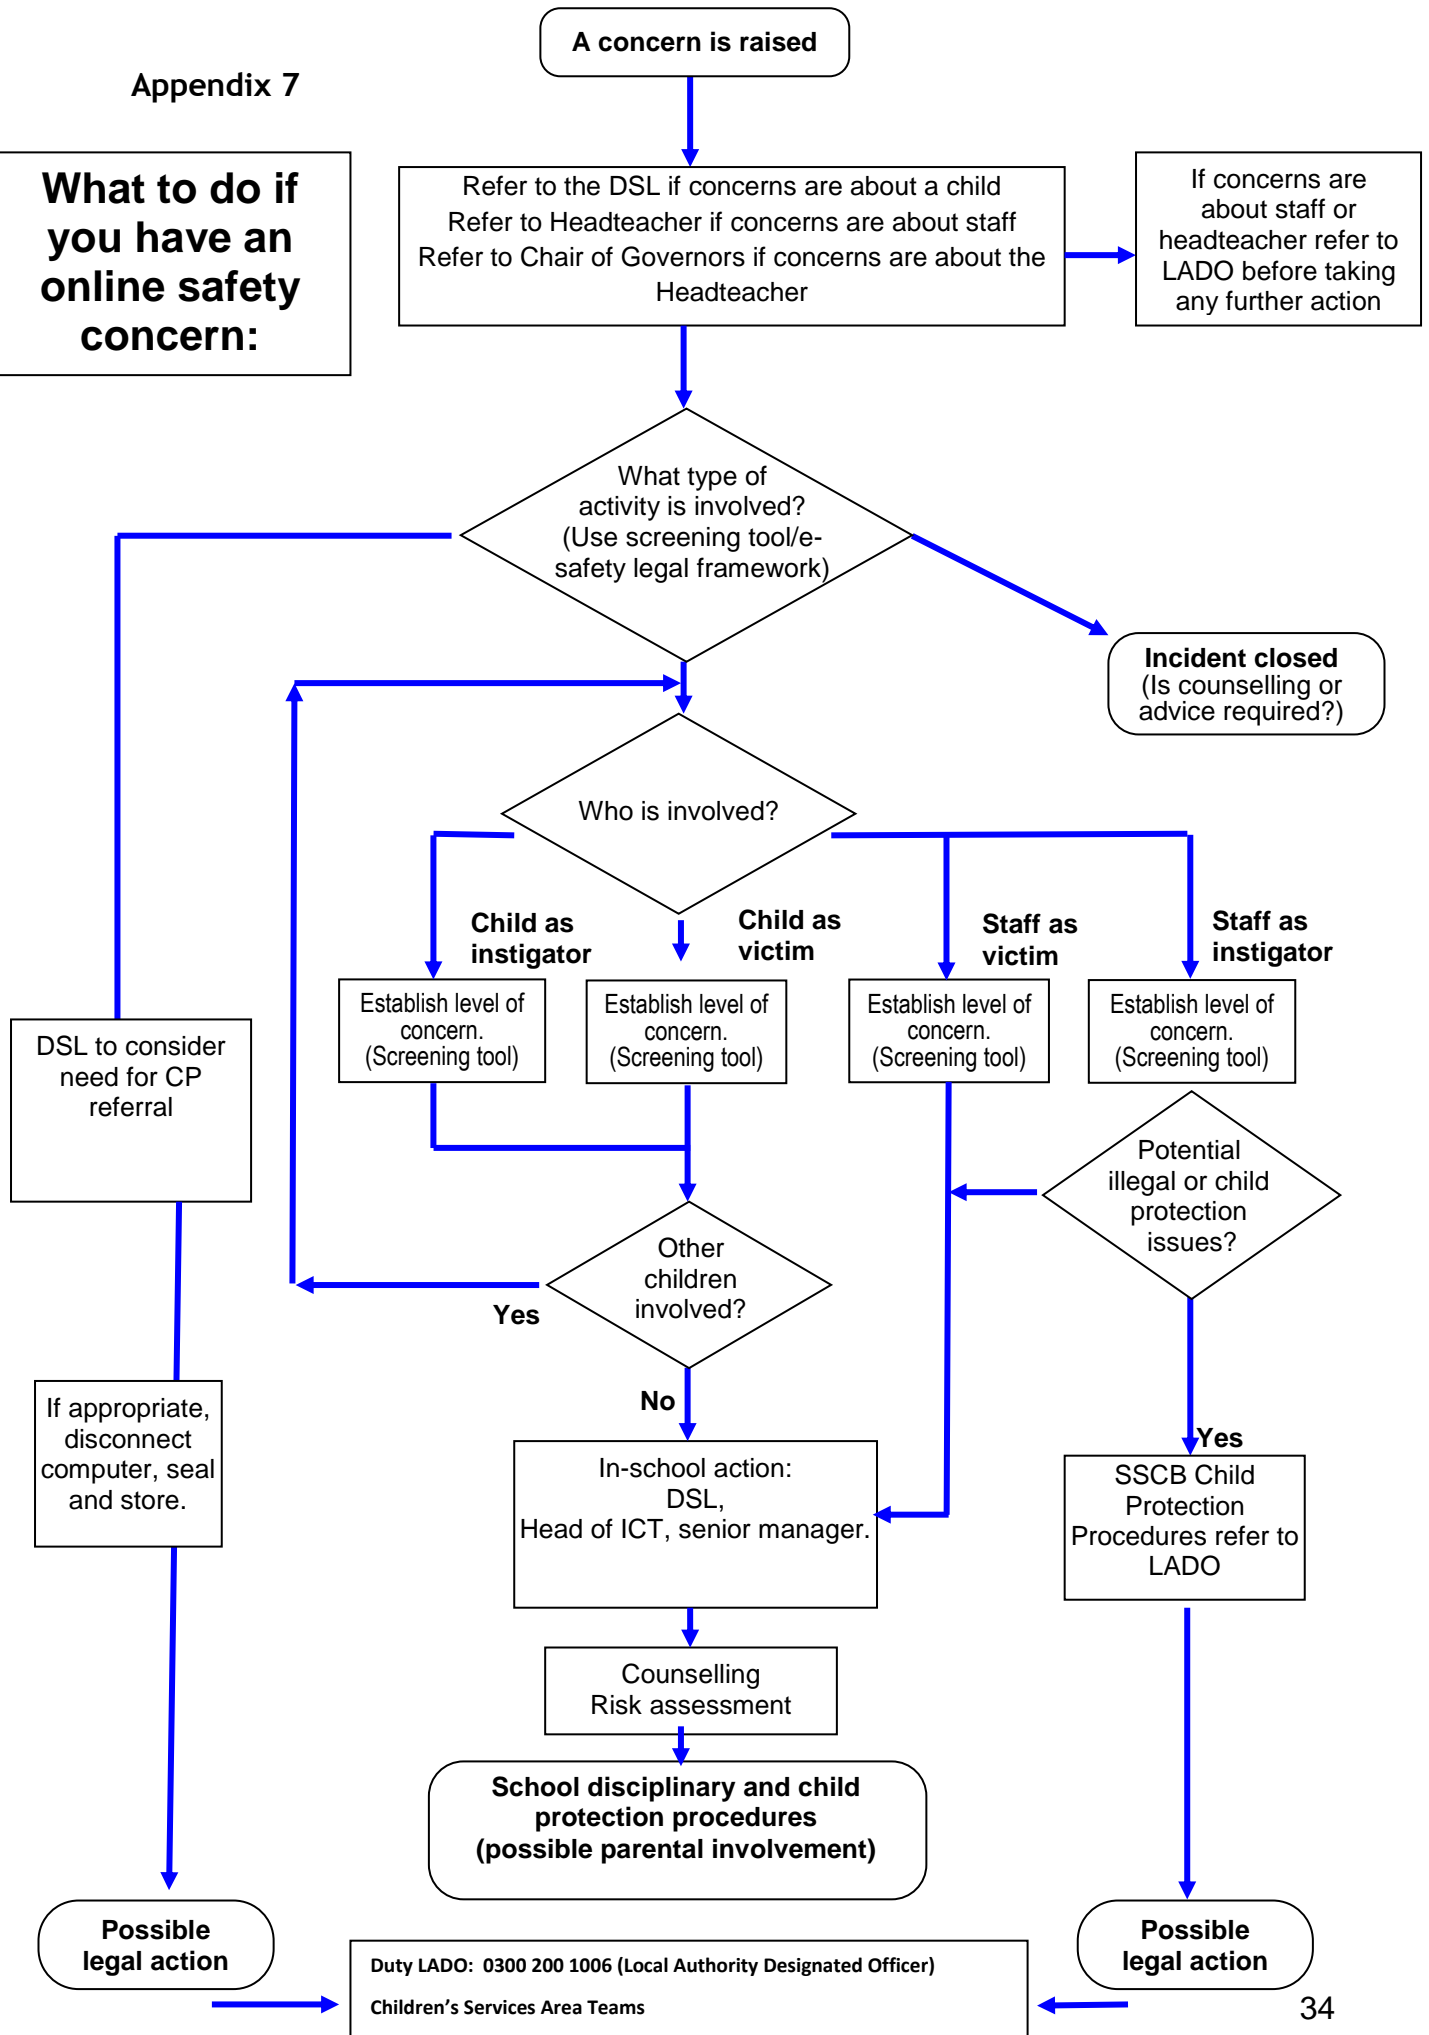 A concern is raised
Appendix 7
What to do if
you have an
online safety
concern:
Refer to the DSL if concerns are about a child
Refer to Headteacher if concerns are about staff
Refer to Chair of Governors if concerns are about the
Headteacher
If concerns are
about staff or
headteacher refer to
LADO before taking
any further action
What type of
activity is involved?
(Use screening tool/e-
safety legal framework)
Incident closed
(Is counselling or
advice required?)
Who is involved?
Child as
instigator
Child as
victim
Staff as
victim
Staff as
instigator
Establish level of
concern.
(Screening tool)
Establish level of
concern.
(Screening tool)
Establish level of
concern.
(Screening tool)
Establish level of
concern.
(Screening tool)
DSL to consider
need for CP
referral
Potential
illegal or child
protection
issues?
Other
children
involved?
Yes
No
If appropriate,
disconnect
computer, seal
and store.
Yes
In-school action:
DSL,
Head of ICT, senior manager.
SSCB Child
Protection
Procedures refer to
LADO
Counselling
Risk assessment
School disciplinary and child
protection procedures
(possible parental involvement)
Possible
legal action
Possible
legal action
Duty LADO:  0300 200 1006 (Local Authority Designated Officer)
Children's Services Area Teams
34